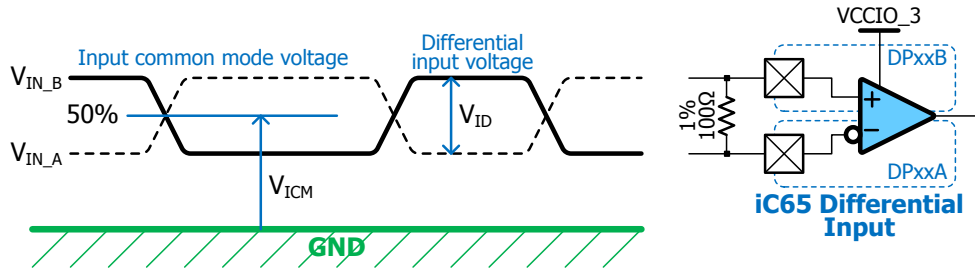 Input common mode voltage
Differential
input voltage
V_IN_B
50%
V_IN_A
V_ID
V_ICM
GND
VCCIO_3
DPxxB
1%
100Ω
+
−
DPxxA
iC65 Differential
Input